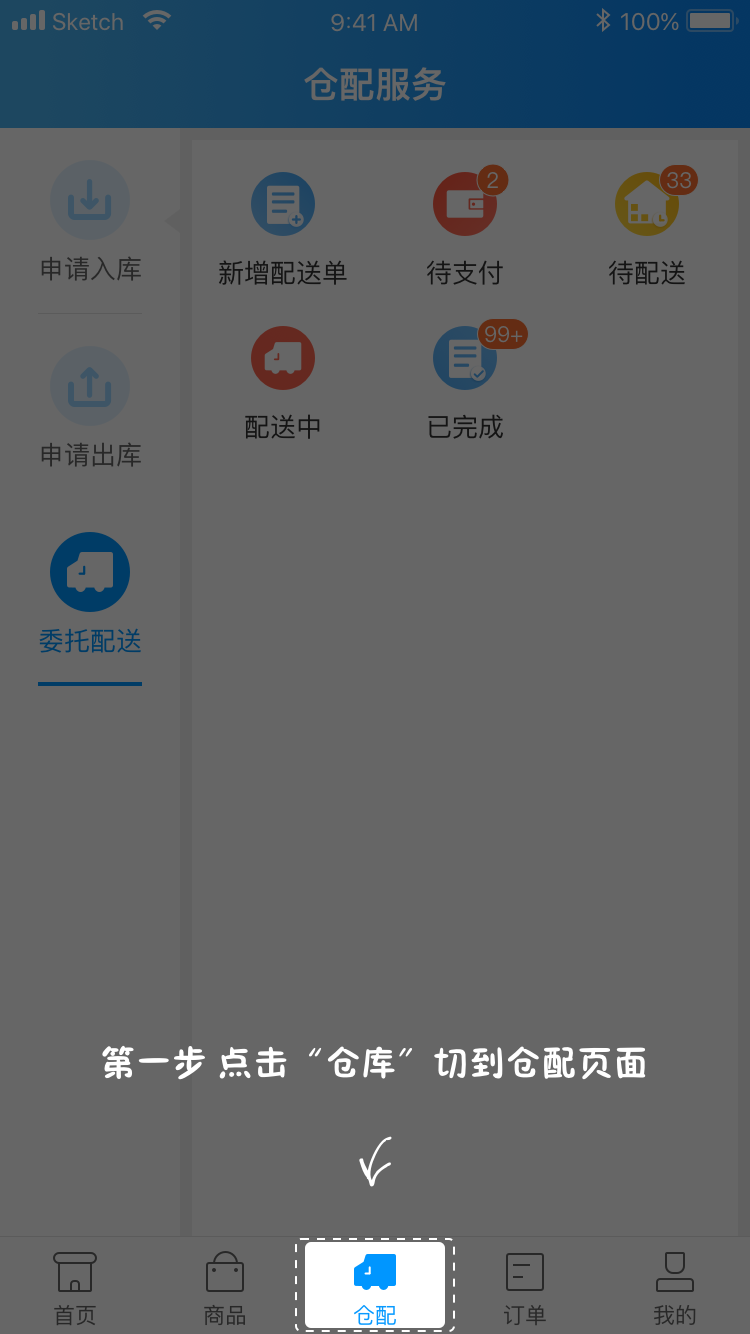 Sketch 9:41 AM 100%
仓配服务
申请入库
申请出库
委托配送
2
33
新增配送单 待支付 待配送
99+
配送中 已完成
第一步 点击“仓库”切到仓配页面
首页 商品 仓配 订单 我的